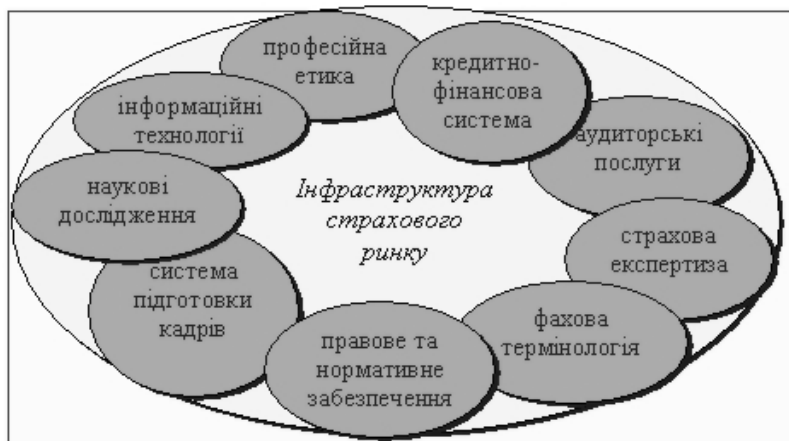 професійна
етика
кредитно-
фінансова
система
аудиторські
послуги
страхова
експертиза
фахова
термінологія
правове та
нормативне
забезпечення
система
підготовки
кадрів
наукові
дослідження
інформаційні
технології
Інфраструктура
страхового
ринку